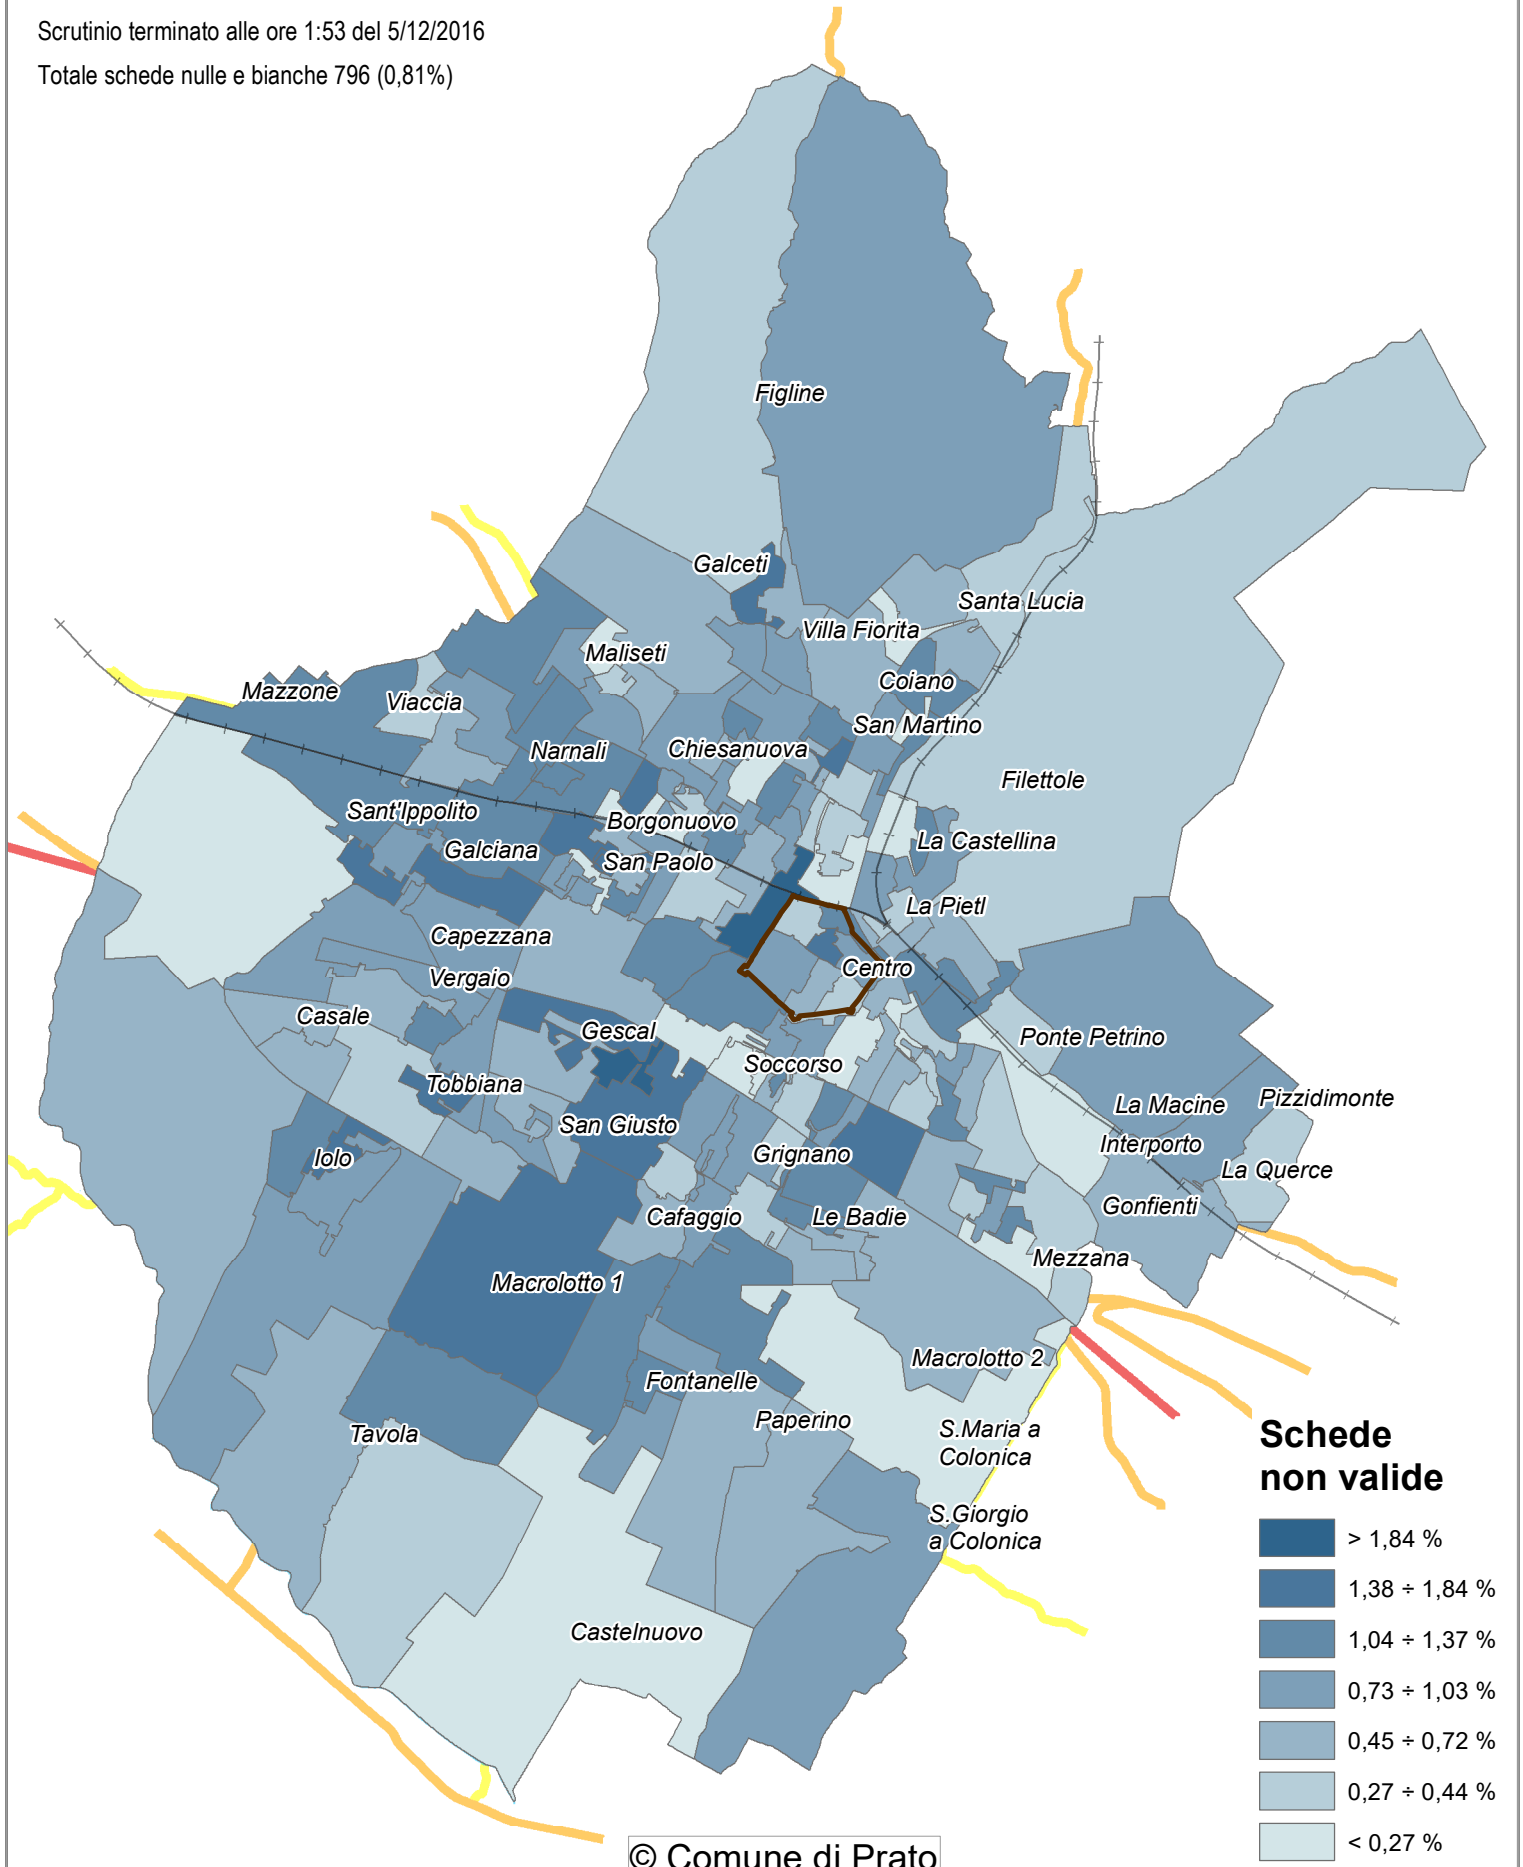 Scrutinio terminato alle ore 1:53 del 5/12/2016
Totale schede nulle e bianche 796 (0,81%)
Figline
Galceti
Santa Lucia
Villa Fiorita
Maliseti
Coiano
Mazzone
Viaccia
San Martino
Narnali
Chiesanuova
Filettole
Sant'Ippolito
Borgonuovo
La Castellina
Galciana
San Paolo
La Pietl
Capezzana
Centro
Vergaio
Casale
Gescal
Ponte Petrino
Soccorso
Tobbiana
La Macine
Pizzidimonte
San Giusto
Interporto
Iolo
Grignano
La Querce
Gonfienti
Cafaggio
Le Badie
Mezzana
Macrolotto 1
Macrolotto 2
Fontanelle
Paperino
Tavola
S.Maria a
Colonica
S.Giorgio
a Colonica
Castelnuovo
Schede
non valide
> 1,84 %
1,38 ÷ 1,84 %
1,04 ÷ 1,37 %
0,73 ÷ 1,03 %
0,45 ÷ 0,72 %
0,27 ÷ 0,44 %
< 0,27 %
© Comune di Prato